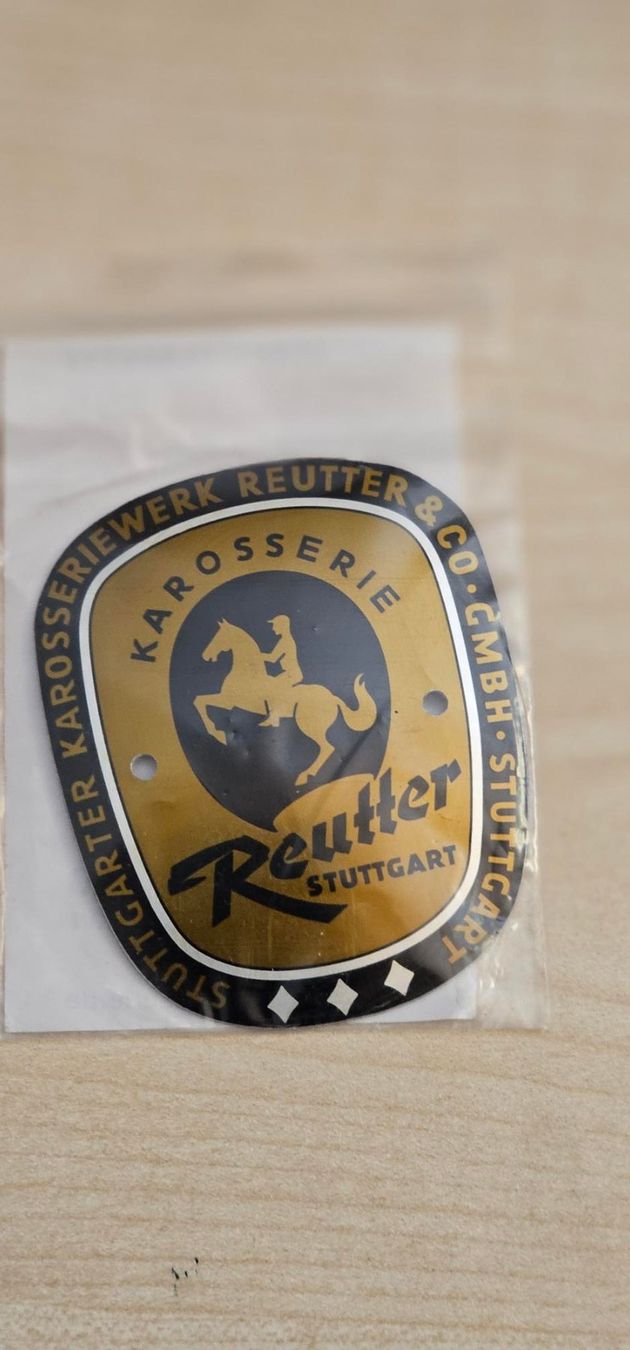 STUTTGARTER KAROSSERIEWERK REUTTER & CO · GMBH · STUTTGART
KAROSSERIE
Reutter
STUTTGART